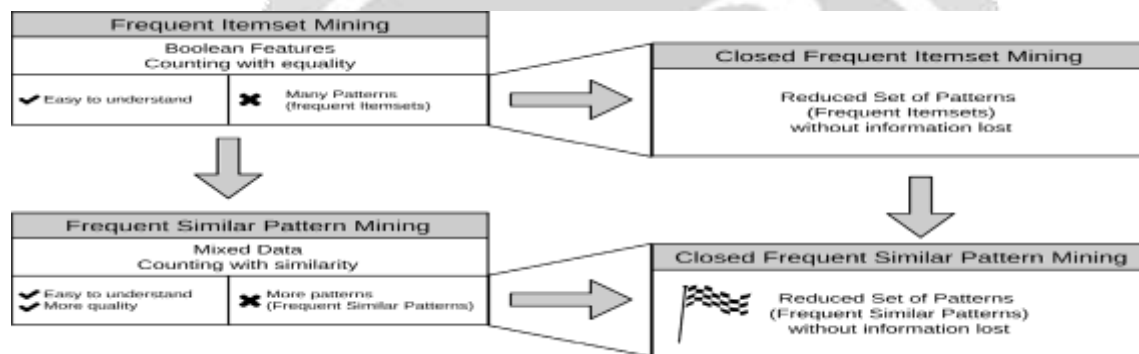 Frequent Itemset Mining
Boolean Features
Counting with equality
Easy to understand
Many Patterns
(frequent Itemsets)
Closed Frequent Itemset Mining
Reduced Set of Patterns
(Frequent Itemsets)
without information lost
Frequent Similar Pattern Mining
Mixed Data
Counting with similarity
Easy to understand
More quality
More patterns
(Frequent Similar Patterns)
Closed Frequent Similar Pattern Mining
Reduced Set of Patterns
(Frequent Similar Patterns)
without information lost